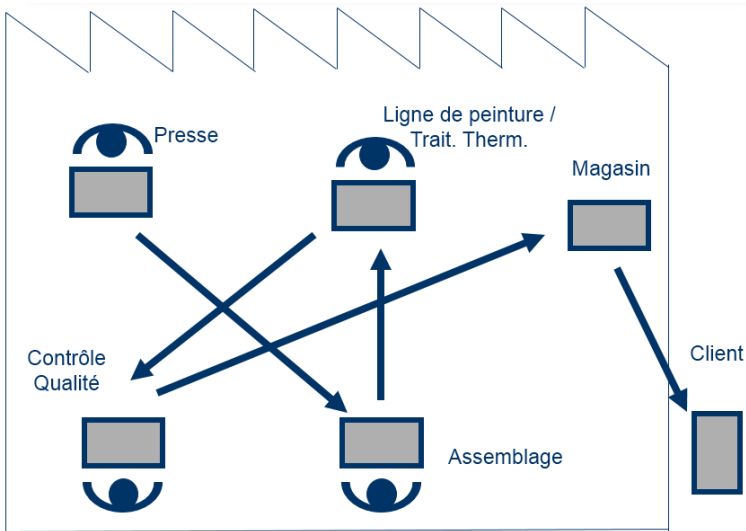 Presse
Ligne de peinture /
Trait. Therm.
Magasin
Contrôle
Qualité
Client
Assemblage